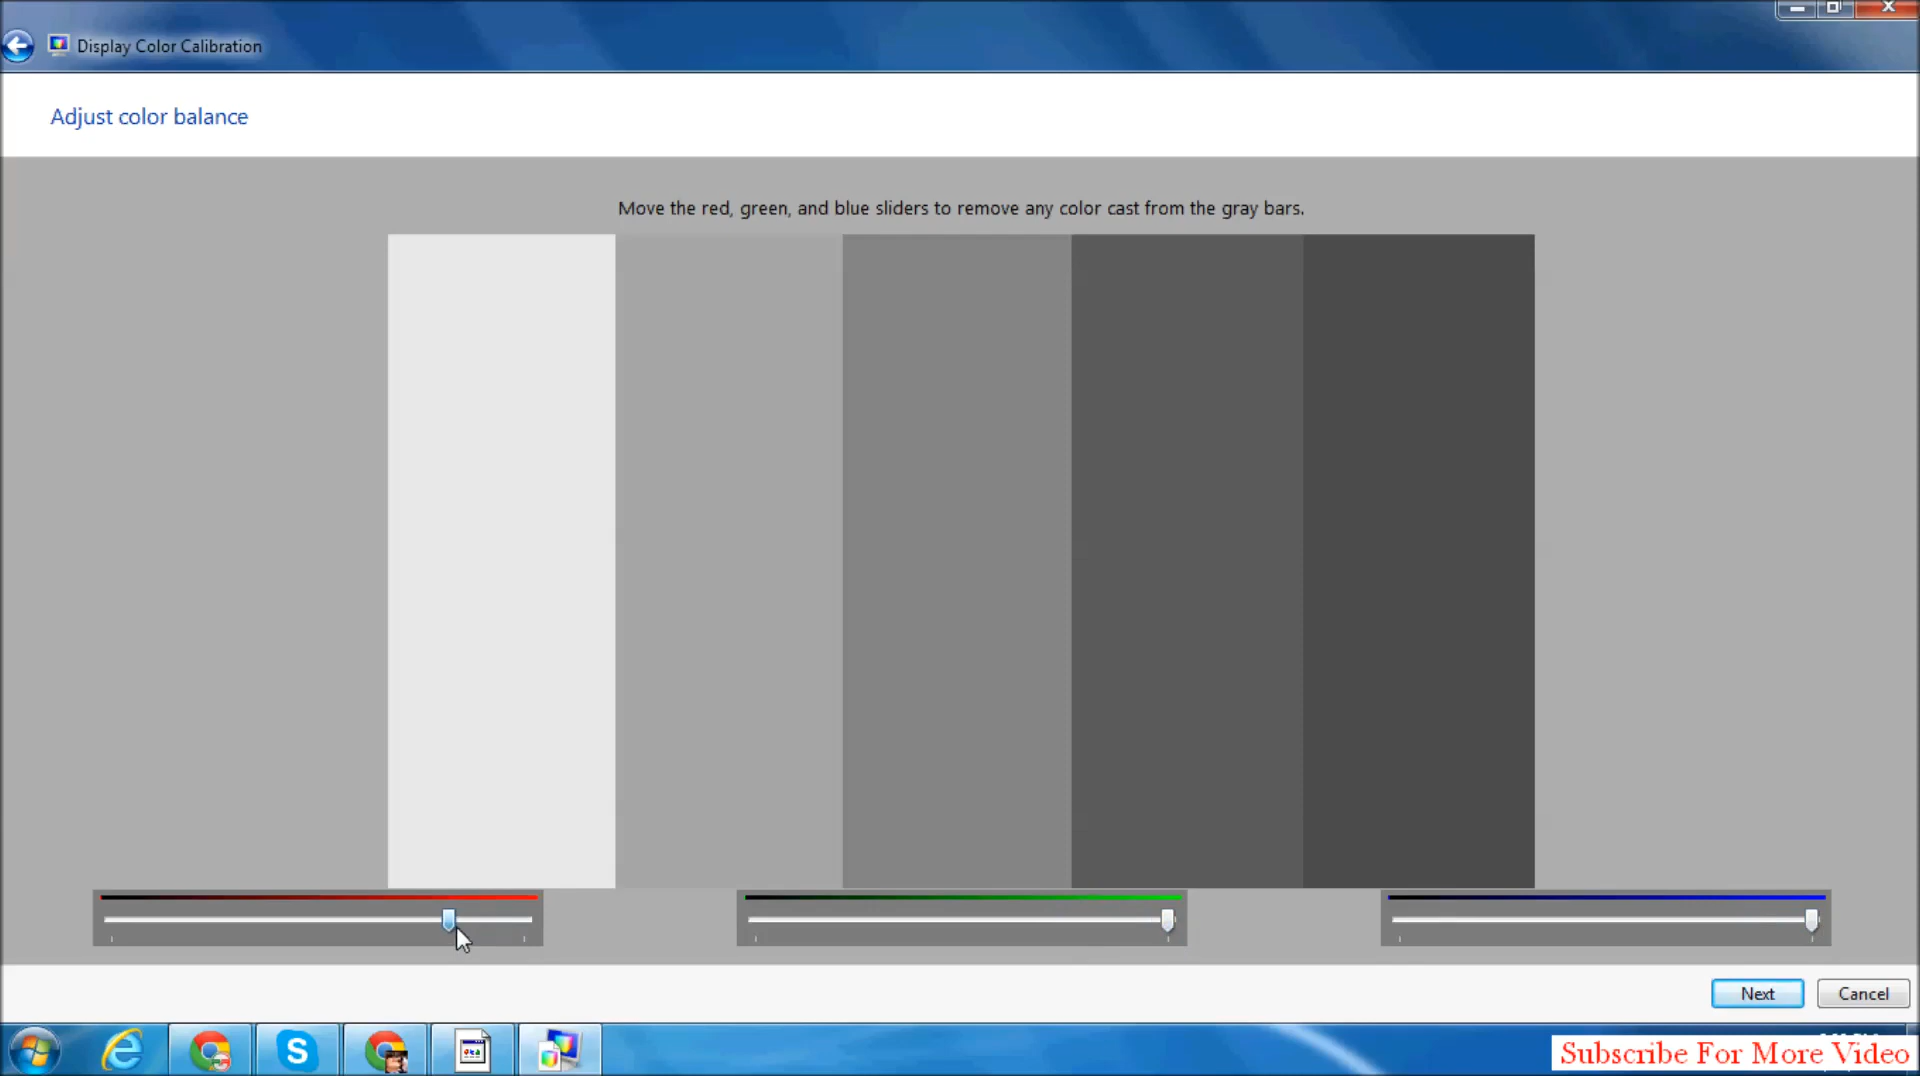 Display Color Calibration
Adjust color balance
Move the red, green, and blue sliders to remove any color cast from the gray bars.
Next
Cancel
S
Subscribe For More Video